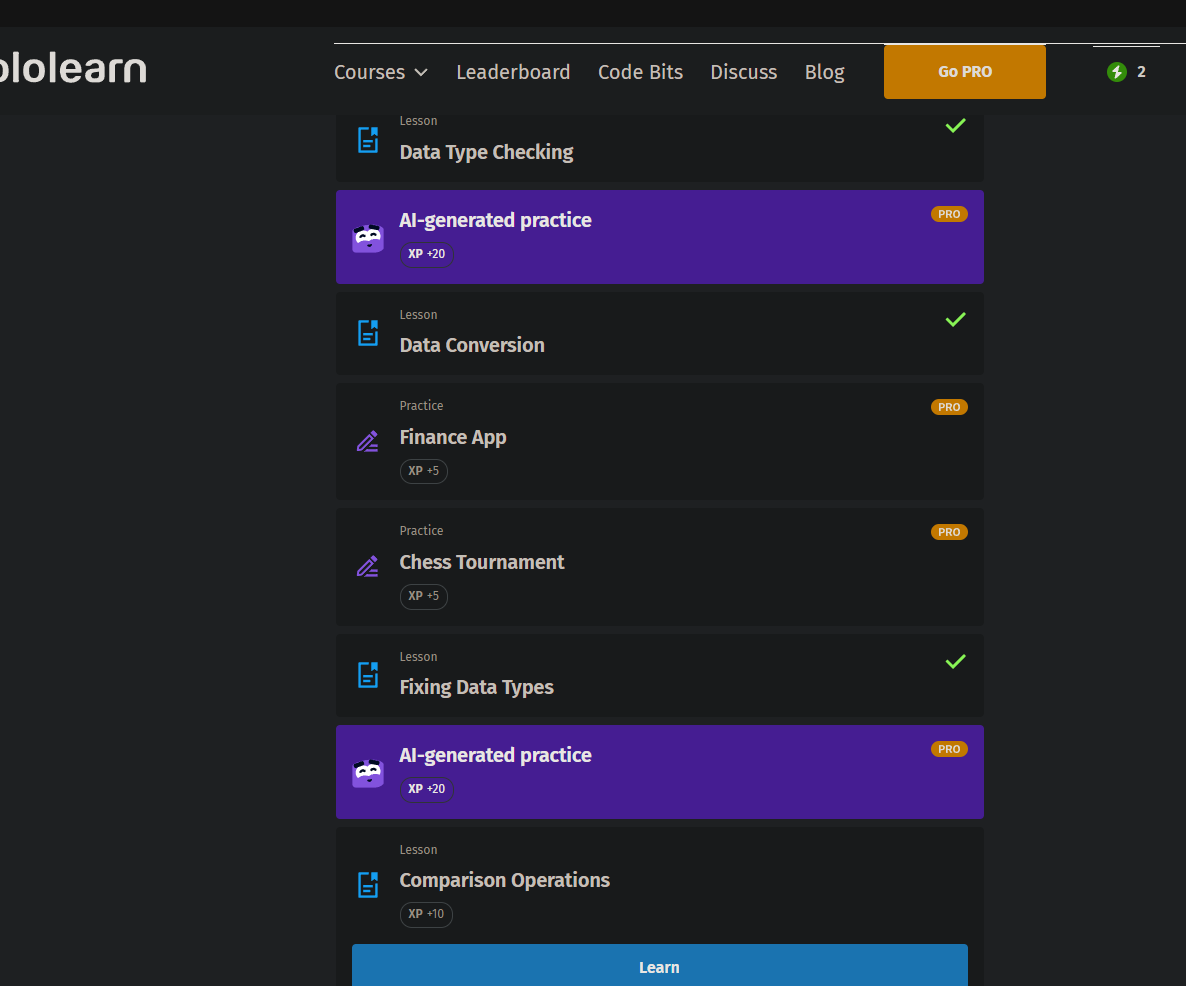 ololearn
Courses Leaderboard Code Bits Discuss Blog Go PRO 2
Lesson
Data Type Checking
AI-generated practice PRO
XP +20
Lesson
Data Conversion
Practice PRO
Finance App
XP +5
Practice PRO
Chess Tournament
XP +5
Lesson
Fixing Data Types
AI-generated practice PRO
XP +20
Lesson
Comparison Operations
XP +10
Learn